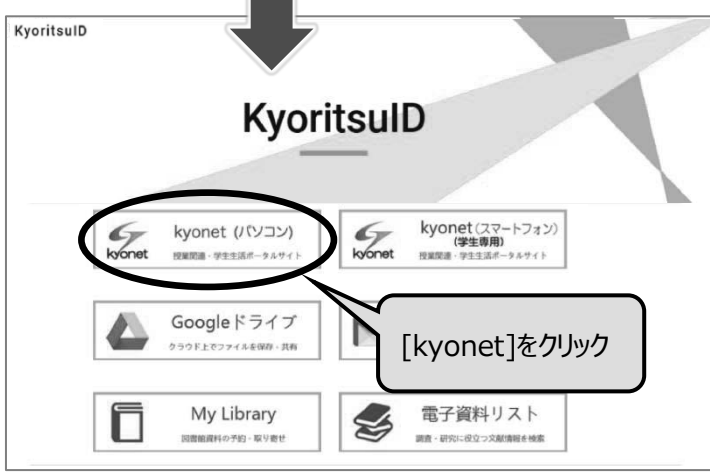 KyoritsuID
KyoritsuID
kyonet (パソコン)
kyonet
授業関連・学生生活ポータルサイト
kyonet(スマートフォン)
(学生専用)
kyonet
授業関連・学生生活ポータルサイト
Googleドライブ
クラウド上でファイルを保存・共有
[kyonet]をクリック
My Library
図書館資料の予約・取り寄せ
電子資料リスト
調査・研究に役立つ文献情報を検索